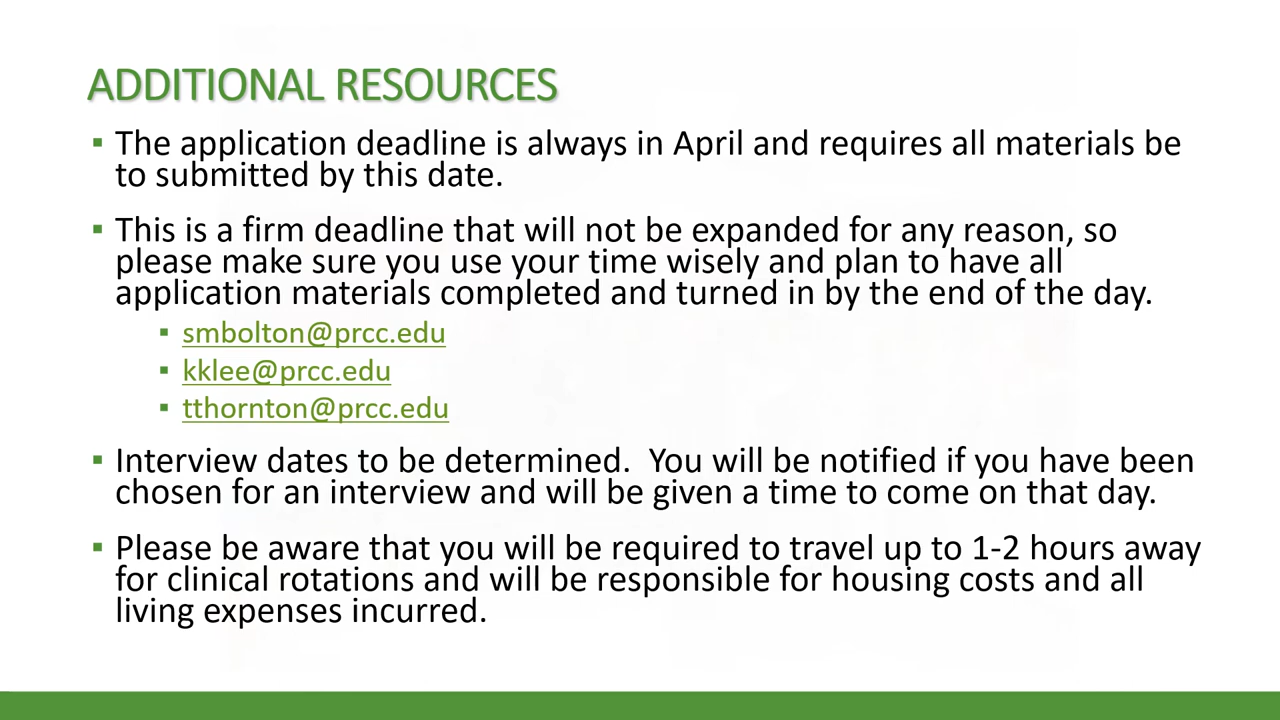 ADDITIONAL RESOURCES
▪ The application deadline is always in April and requires all materials be
to submitted by this date.
▪ This is a firm deadline that will not be expanded for any reason, so
please make sure you use your time wisely and plan to have all
application materials completed and turned in by the end of the day.
▪ smbolton@prcc.edu
▪ kklee@prcc.edu
▪ tthornton@prcc.edu
▪ Interview dates to be determined.  You will be notified if you have been
chosen for an interview and will be given a time to come on that day.
▪ Please be aware that you will be required to travel up to 1-2 hours away
for clinical rotations and will be responsible for housing costs and all
living expenses incurred.